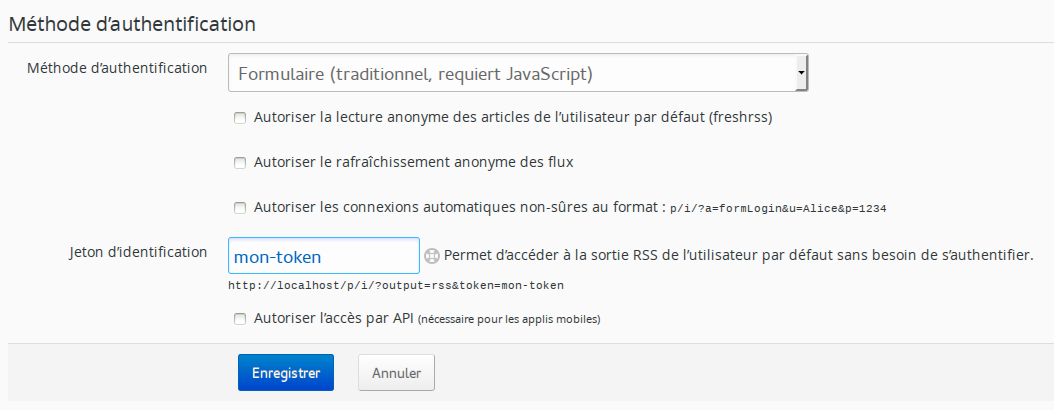 Méthode d’authentification
Méthode d’authentification
Formulaire (traditionnel, requiert JavaScript)
Autoriser la lecture anonyme des articles de l’utilisateur par défaut (freshrss)
Autoriser le rafraîchissement anonyme des flux
Autoriser les connexions automatiques non-sûres au format : p/i/?a=formLogin&u=Alice&p=1234
Jeton d’identification
mon-token
Permet d’accéder à la sortie RSS de l’utilisateur par défaut sans besoin de s’authentifier.
http://localhost/p/i/?output=rss&token=mon-token
Autoriser l’accès par API (nécessaire pour les applis mobiles)
Enregistrer
Annuler